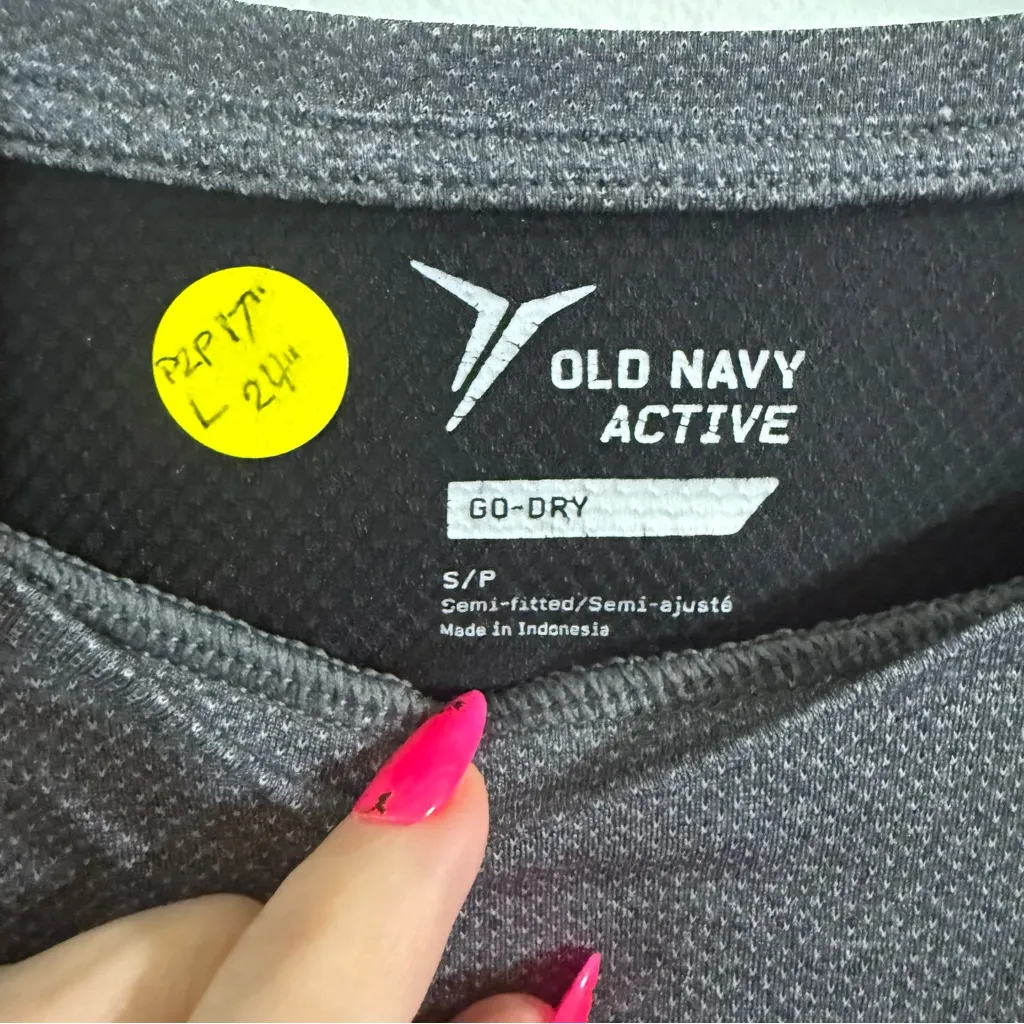 P2P 17"
L 24"
OLD NAVY
ACTIVE
GO-DRY
S/P
Semi-fitted/Semi-ajusté
Made in Indonesia